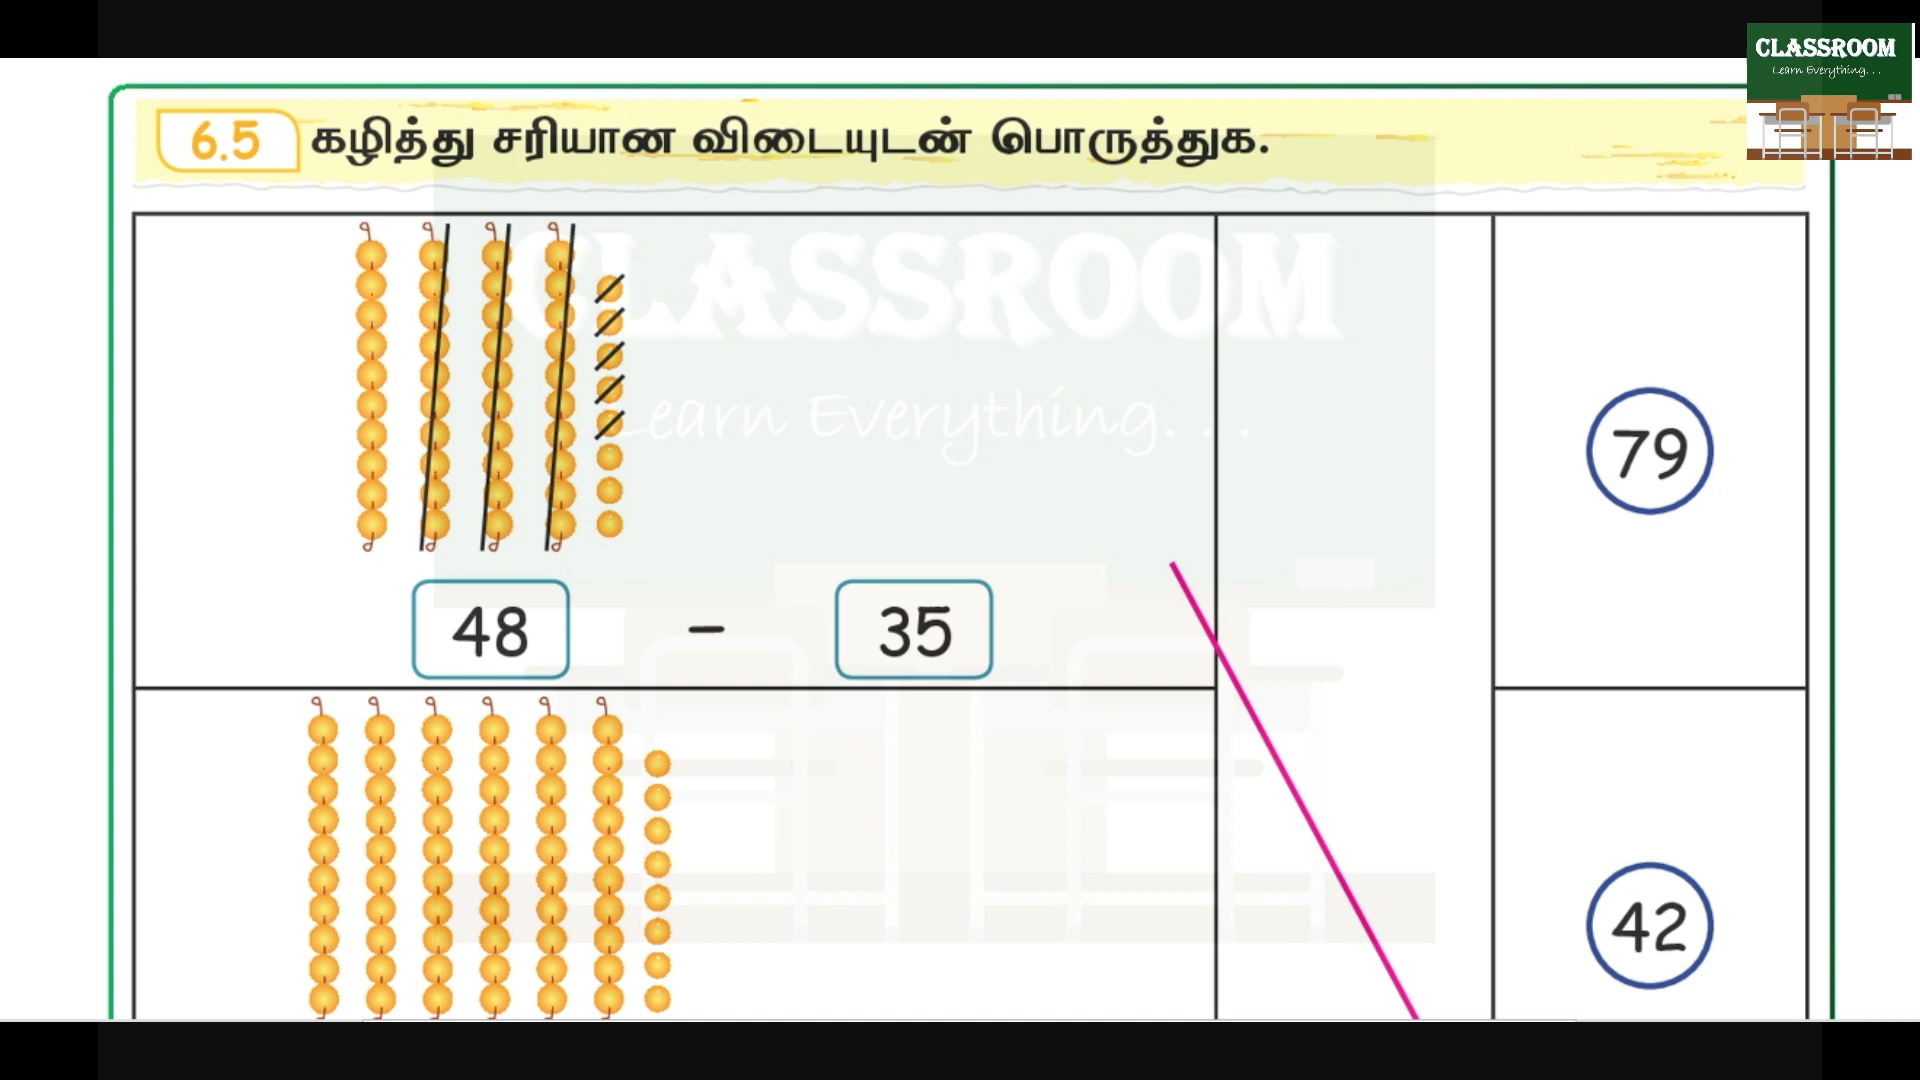 CLASSROOM
Learn Everything...
6.5 கழித்து சரியான விடையுடன் பொருத்துக.
CLASSROOM
Learn Everything. . .
79
48 – 35
42